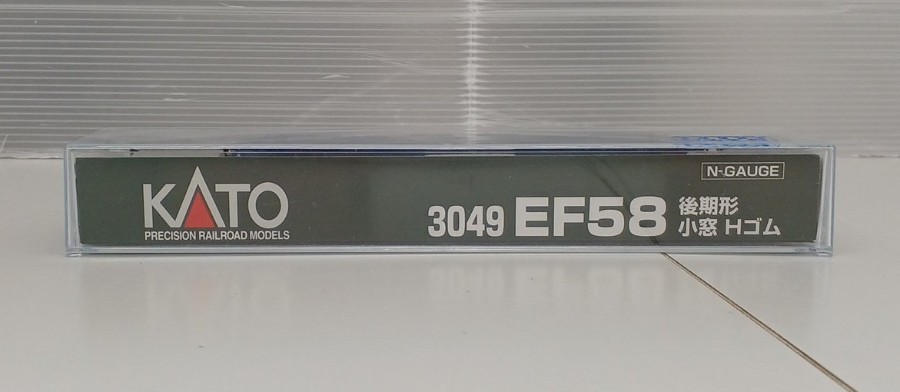 KATO
PRECISION RAILROAD MODELS
N-GAUGE
3049 EF58 後期形
小窓 Hゴム